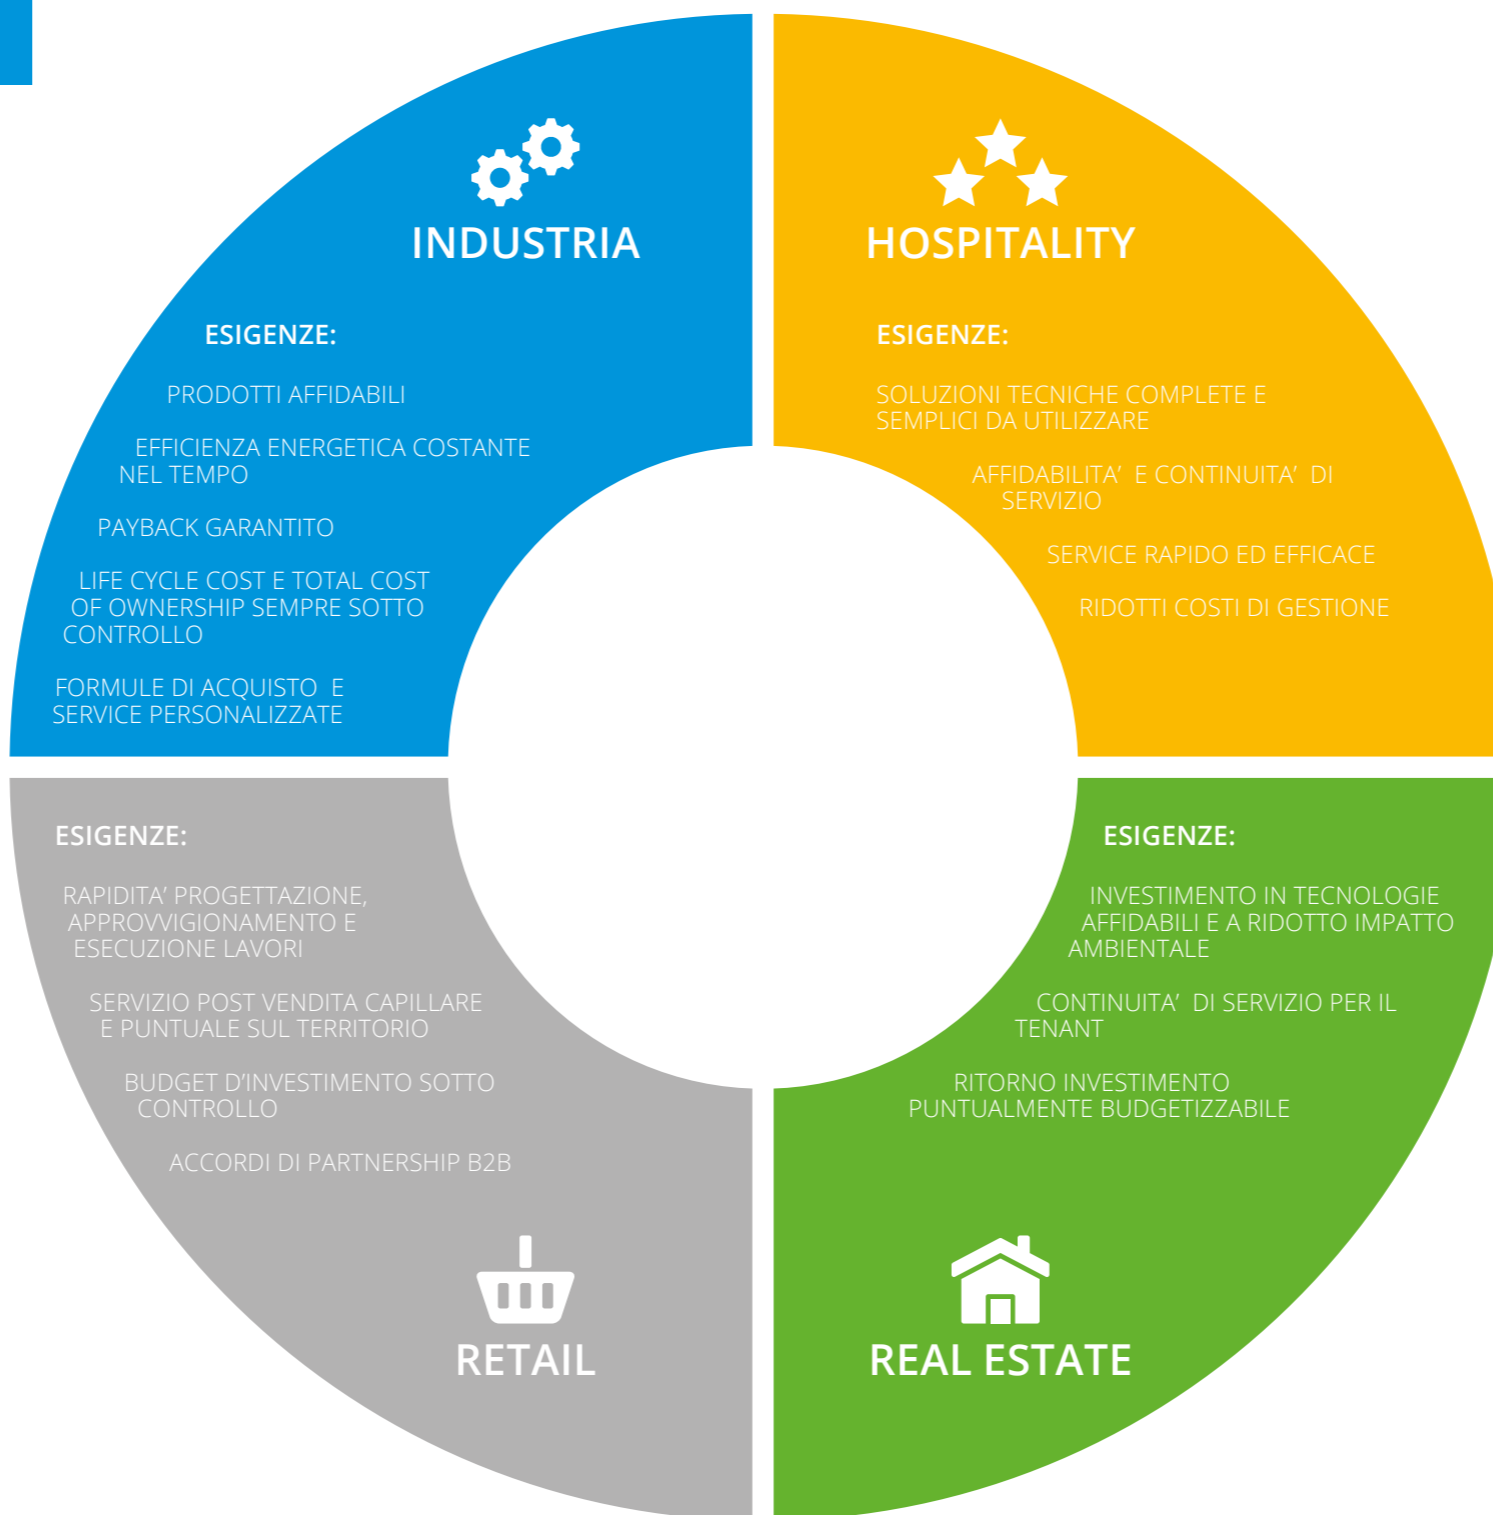 INDUSTRIA
ESIGENZE:
PRODOTTI AFFIDABILI
EFFICIENZA ENERGETICA COSTANTE
NEL TEMPO
PAYBACK GARANTITO
LIFE CYCLE COST E TOTAL COST
OF OWNERSHIP SEMPRE SOTTO
CONTROLLO
FORMULE DI ACQUISTO  E
SERVICE PERSONALIZZATE
HOSPITALITY
ESIGENZE:
SOLUZIONI TECNICHE COMPLETE E
SEMPLICI DA UTILIZZARE
AFFIDABILITA’  E CONTINUITA’  DI
SERVIZIO
SERVICE RAPIDO ED EFFICACE
RIDOTTI COSTI DI GESTIONE
ESIGENZE:
RAPIDITA’ PROGETTAZIONE,
APPROVVIGIONAMENTO E
ESECUZIONE LAVORI
SERVIZIO POST VENDITA CAPILLARE
E PUNTUALE SUL TERRITORIO
BUDGET D’INVESTIMENTO SOTTO
CONTROLLO
ACCORDI DI PARTNERSHIP B2B
RETAIL
ESIGENZE:
INVESTIMENTO IN TECNOLOGIE
AFFIDABILI E A RIDOTTO IMPATTO
AMBIENTALE
CONTINUITA’  DI SERVIZIO PER IL
TENANT
RITORNO INVESTIMENTO
PUNTUALMENTE BUDGETIZZABILE
REAL ESTATE